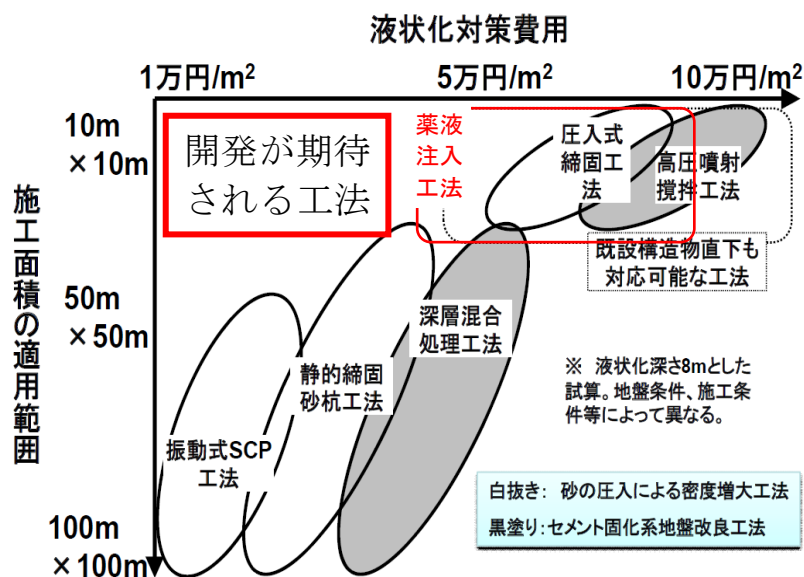 液状化対策費用
1万円/m²
5万円/m²
10万円/m²
施工面積の適用範囲
10m
×10m
50m
×50m
100m
×100m
開発が期待
される工法
薬液
注入
工法
圧入式
締固工
法
高圧噴射
撹拌工法
既設構造物直下も
対応可能な工法
深層混合
処理工法
静的締固
砂杭工法
振動式SCP
工法
※ 液状化深さ8mとした
試算。地盤条件、施工条
件等によって異なる。
白抜き: 砂の圧入による密度増大工法
黒塗り:セメント固化系地盤改良工法